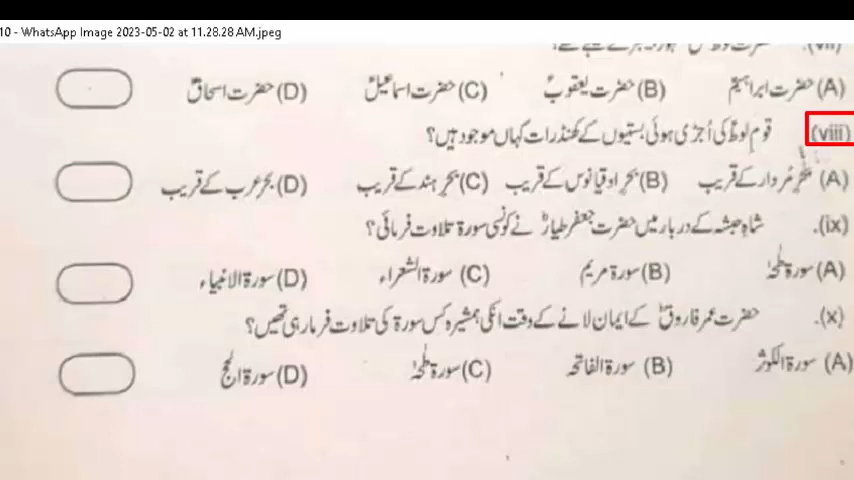 10 - WhatsApp Image 2023-05-02 at 11.28.28 AM.jpeg
(A) حضرت ابراہیمؑ (B) حضرت یعقوبؑ (C) حضرت اسماعیلؑ (D) حضرت اسحاقؑ
(viii) قوم لوطؑ کی اُجڑی ہوئی بستیوں کے کھنڈرات کہاں موجود ہیں؟
(A) بحر مُردار کے قریب (B) بحر اوقیانوس کے قریب (C) بحر ہند کے قریب (D) بحر عرب کے قریب
(ix). شاہِ حبشہ کے دربار میں حضرت جعفر طیارؓ نے کونسی سورۃ تلاوت فرمائی؟
(A) سورۃ طٰہٰ (B) سورۃ مریم (C) سورۃ الشعراء (D) سورۃ الانبیاء
(x). حضرت عمر فاروقؓ کے ایمان لانے کے وقت انکی ہمشیرہ کس سورۃ کی تلاوت فرما رہی تھیں؟
(A) سورۃ الکوثر (B) سورۃ الفاتحہ (C) سورۃ طٰہٰ (D) سورۃ الحج